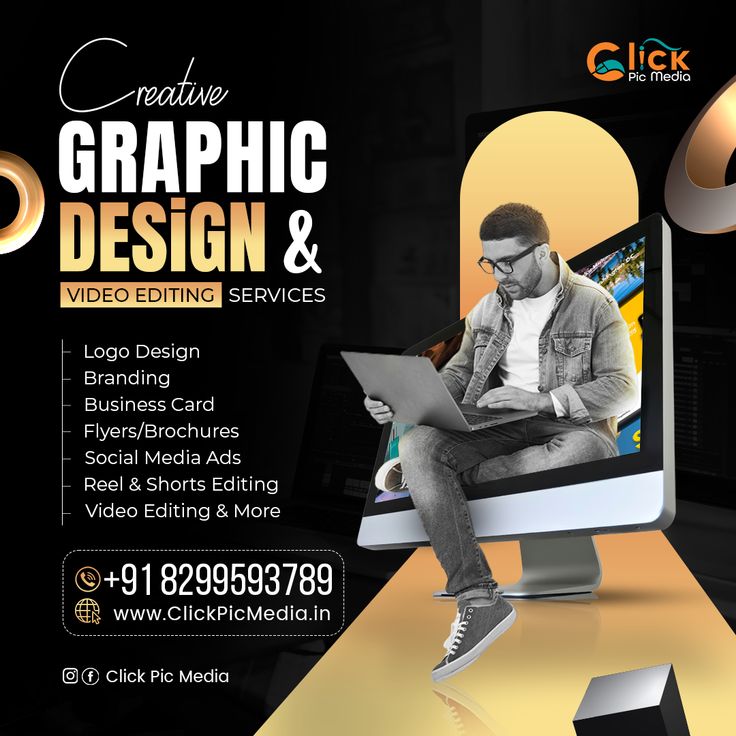 Click
Pic Media
Creative
GRAPHIC
DESiGN &
VIDEO EDITING SERVICES
Logo Design
Branding
Business Card
Flyers/Brochures
Social Media Ads
Reel & Shorts Editing
Video Editing & More
+91 8299593789
www.ClickPicMedia.in
Click Pic Media